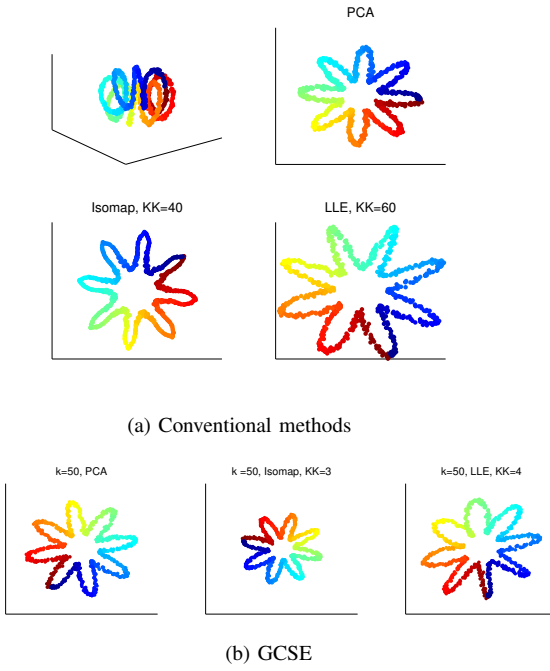 PCA
Isomap, KK=40
LLE, KK=60
(a) Conventional methods
k=50, PCA
k =50, Isomap, KK=3
k=50, LLE, KK=4
(b) GCSE